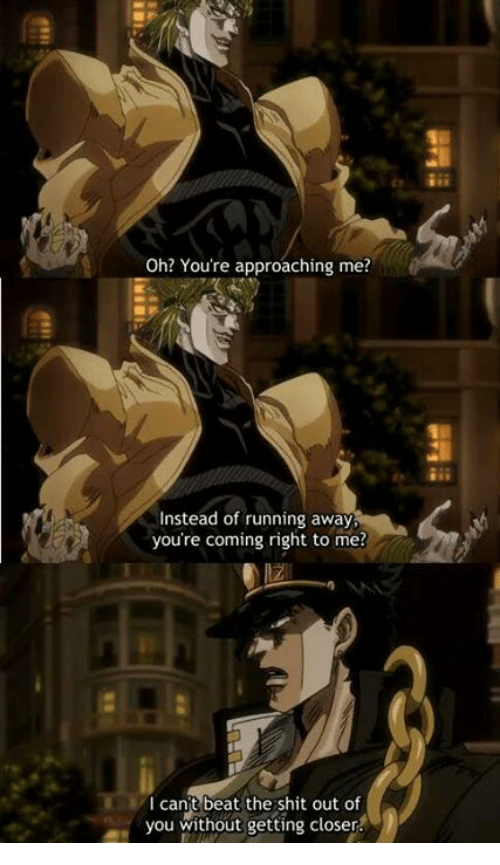 Oh? You're approaching me?
Instead of running away,
you're coming right to me?
I can't beat the shit out of
you without getting closer.